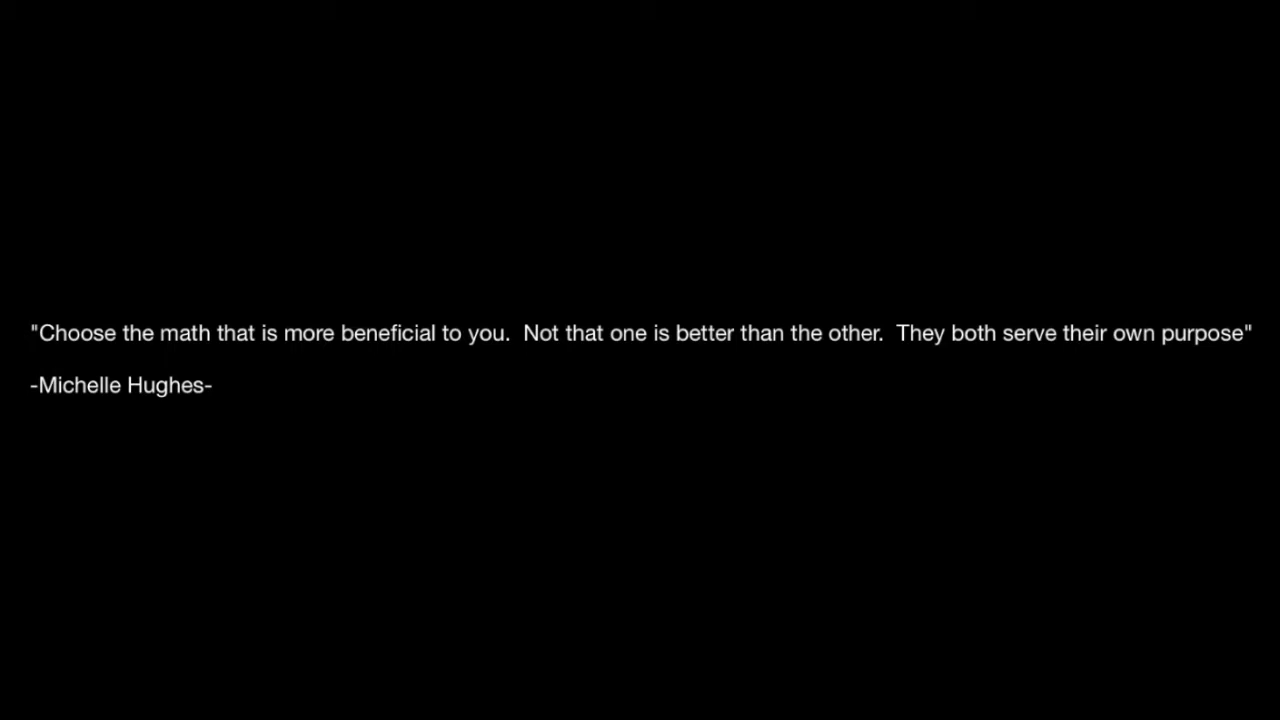 "Choose the math that is more beneficial to you.  Not that one is better than the other.  They both serve their own purpose"
-Michelle Hughes-